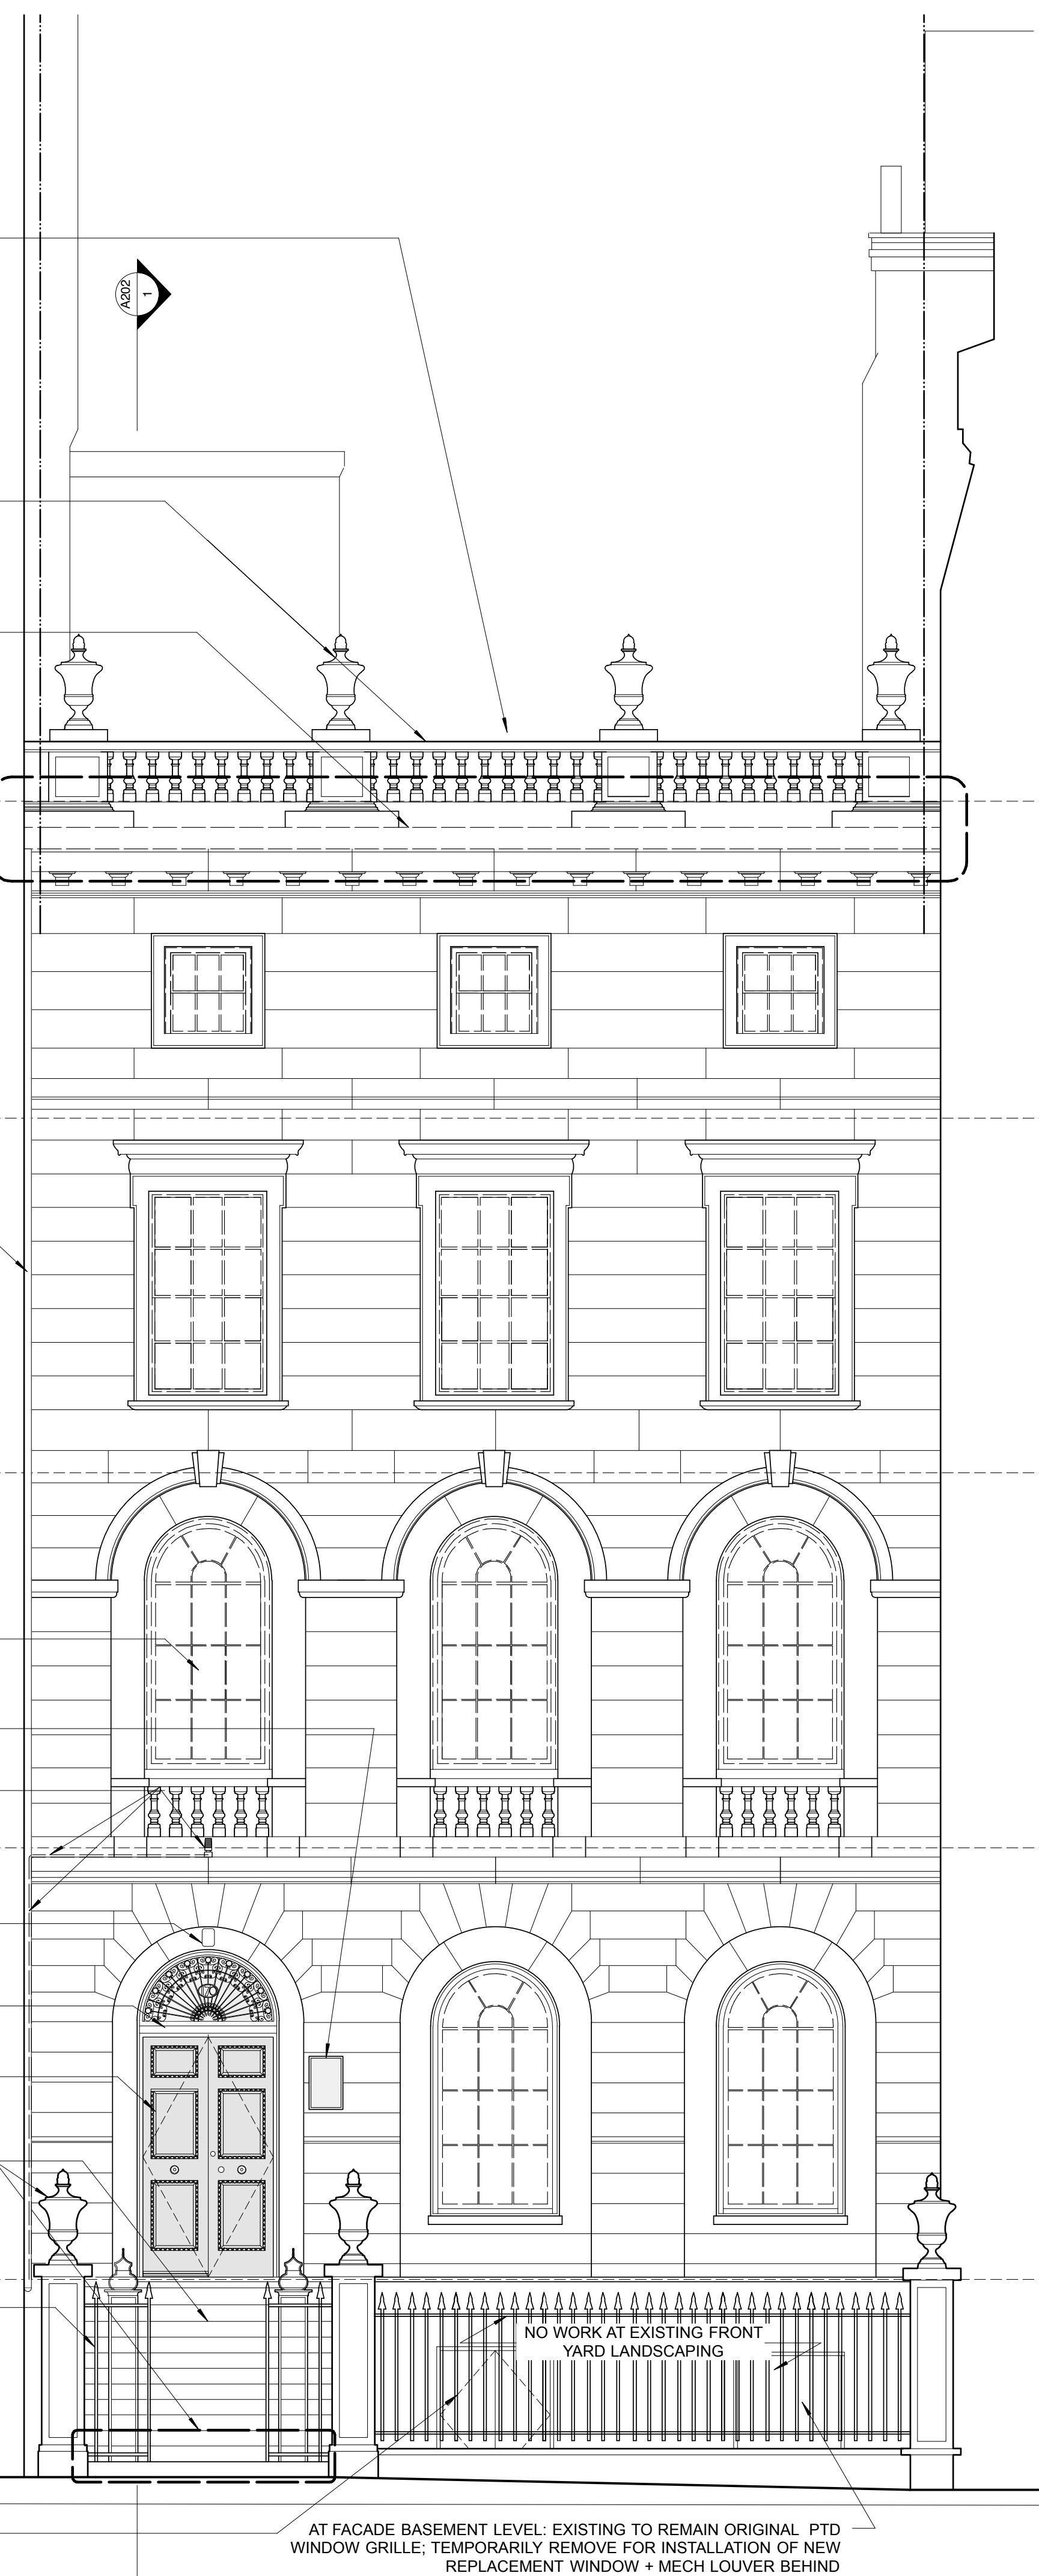 A202
1
NO WORK AT EXISTING FRONT
YARD LANDSCAPING
AT FACADE BASEMENT LEVEL: EXISTING TO REMAIN ORIGINAL PTD
WINDOW GRILLE; TEMPORARILY REMOVE FOR INSTALLATION OF NEW
REPLACEMENT WINDOW + MECH LOUVER BEHIND